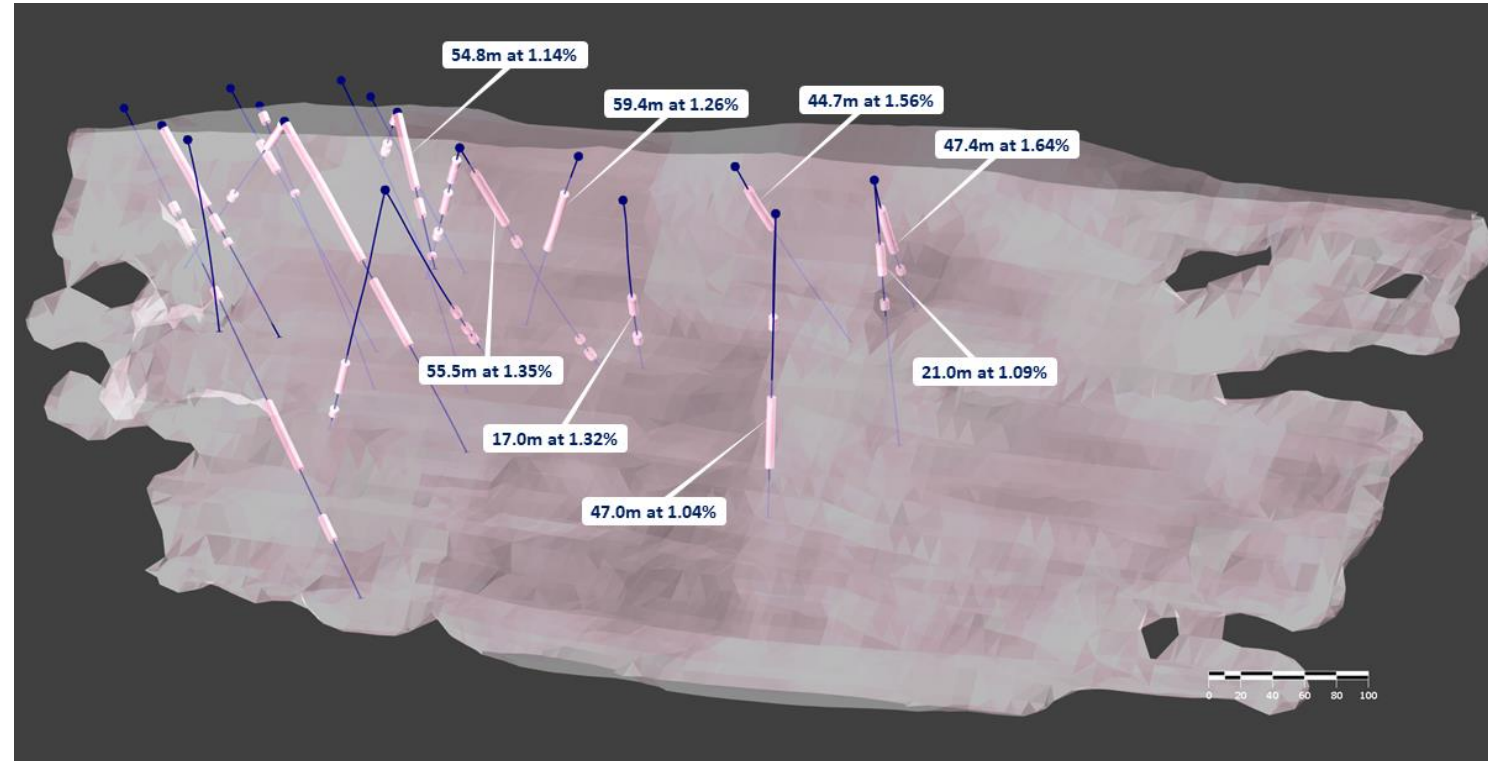 54.8m at 1.14%
59.4m at 1.26%
44.7m at 1.56%
47.4m at 1.64%
55.5m at 1.35%
21.0m at 1.09%
17.0m at 1.32%
47.0m at 1.04%
0 20 40 60 80 100